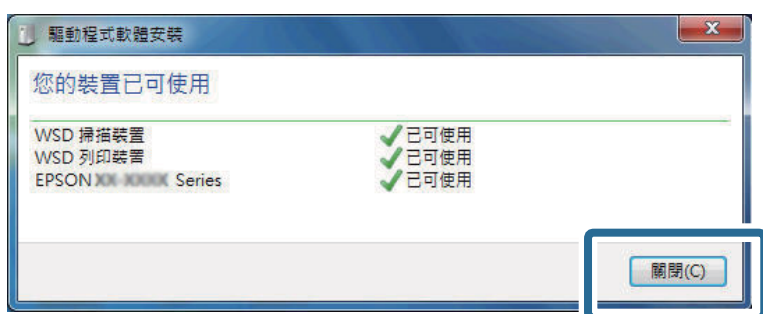 驅動程式軟體安裝
您的裝置已可使用
WSD 掃描裝置 已可使用
WSD 列印裝置 已可使用
EPSON Series 已可使用
關閉(C)